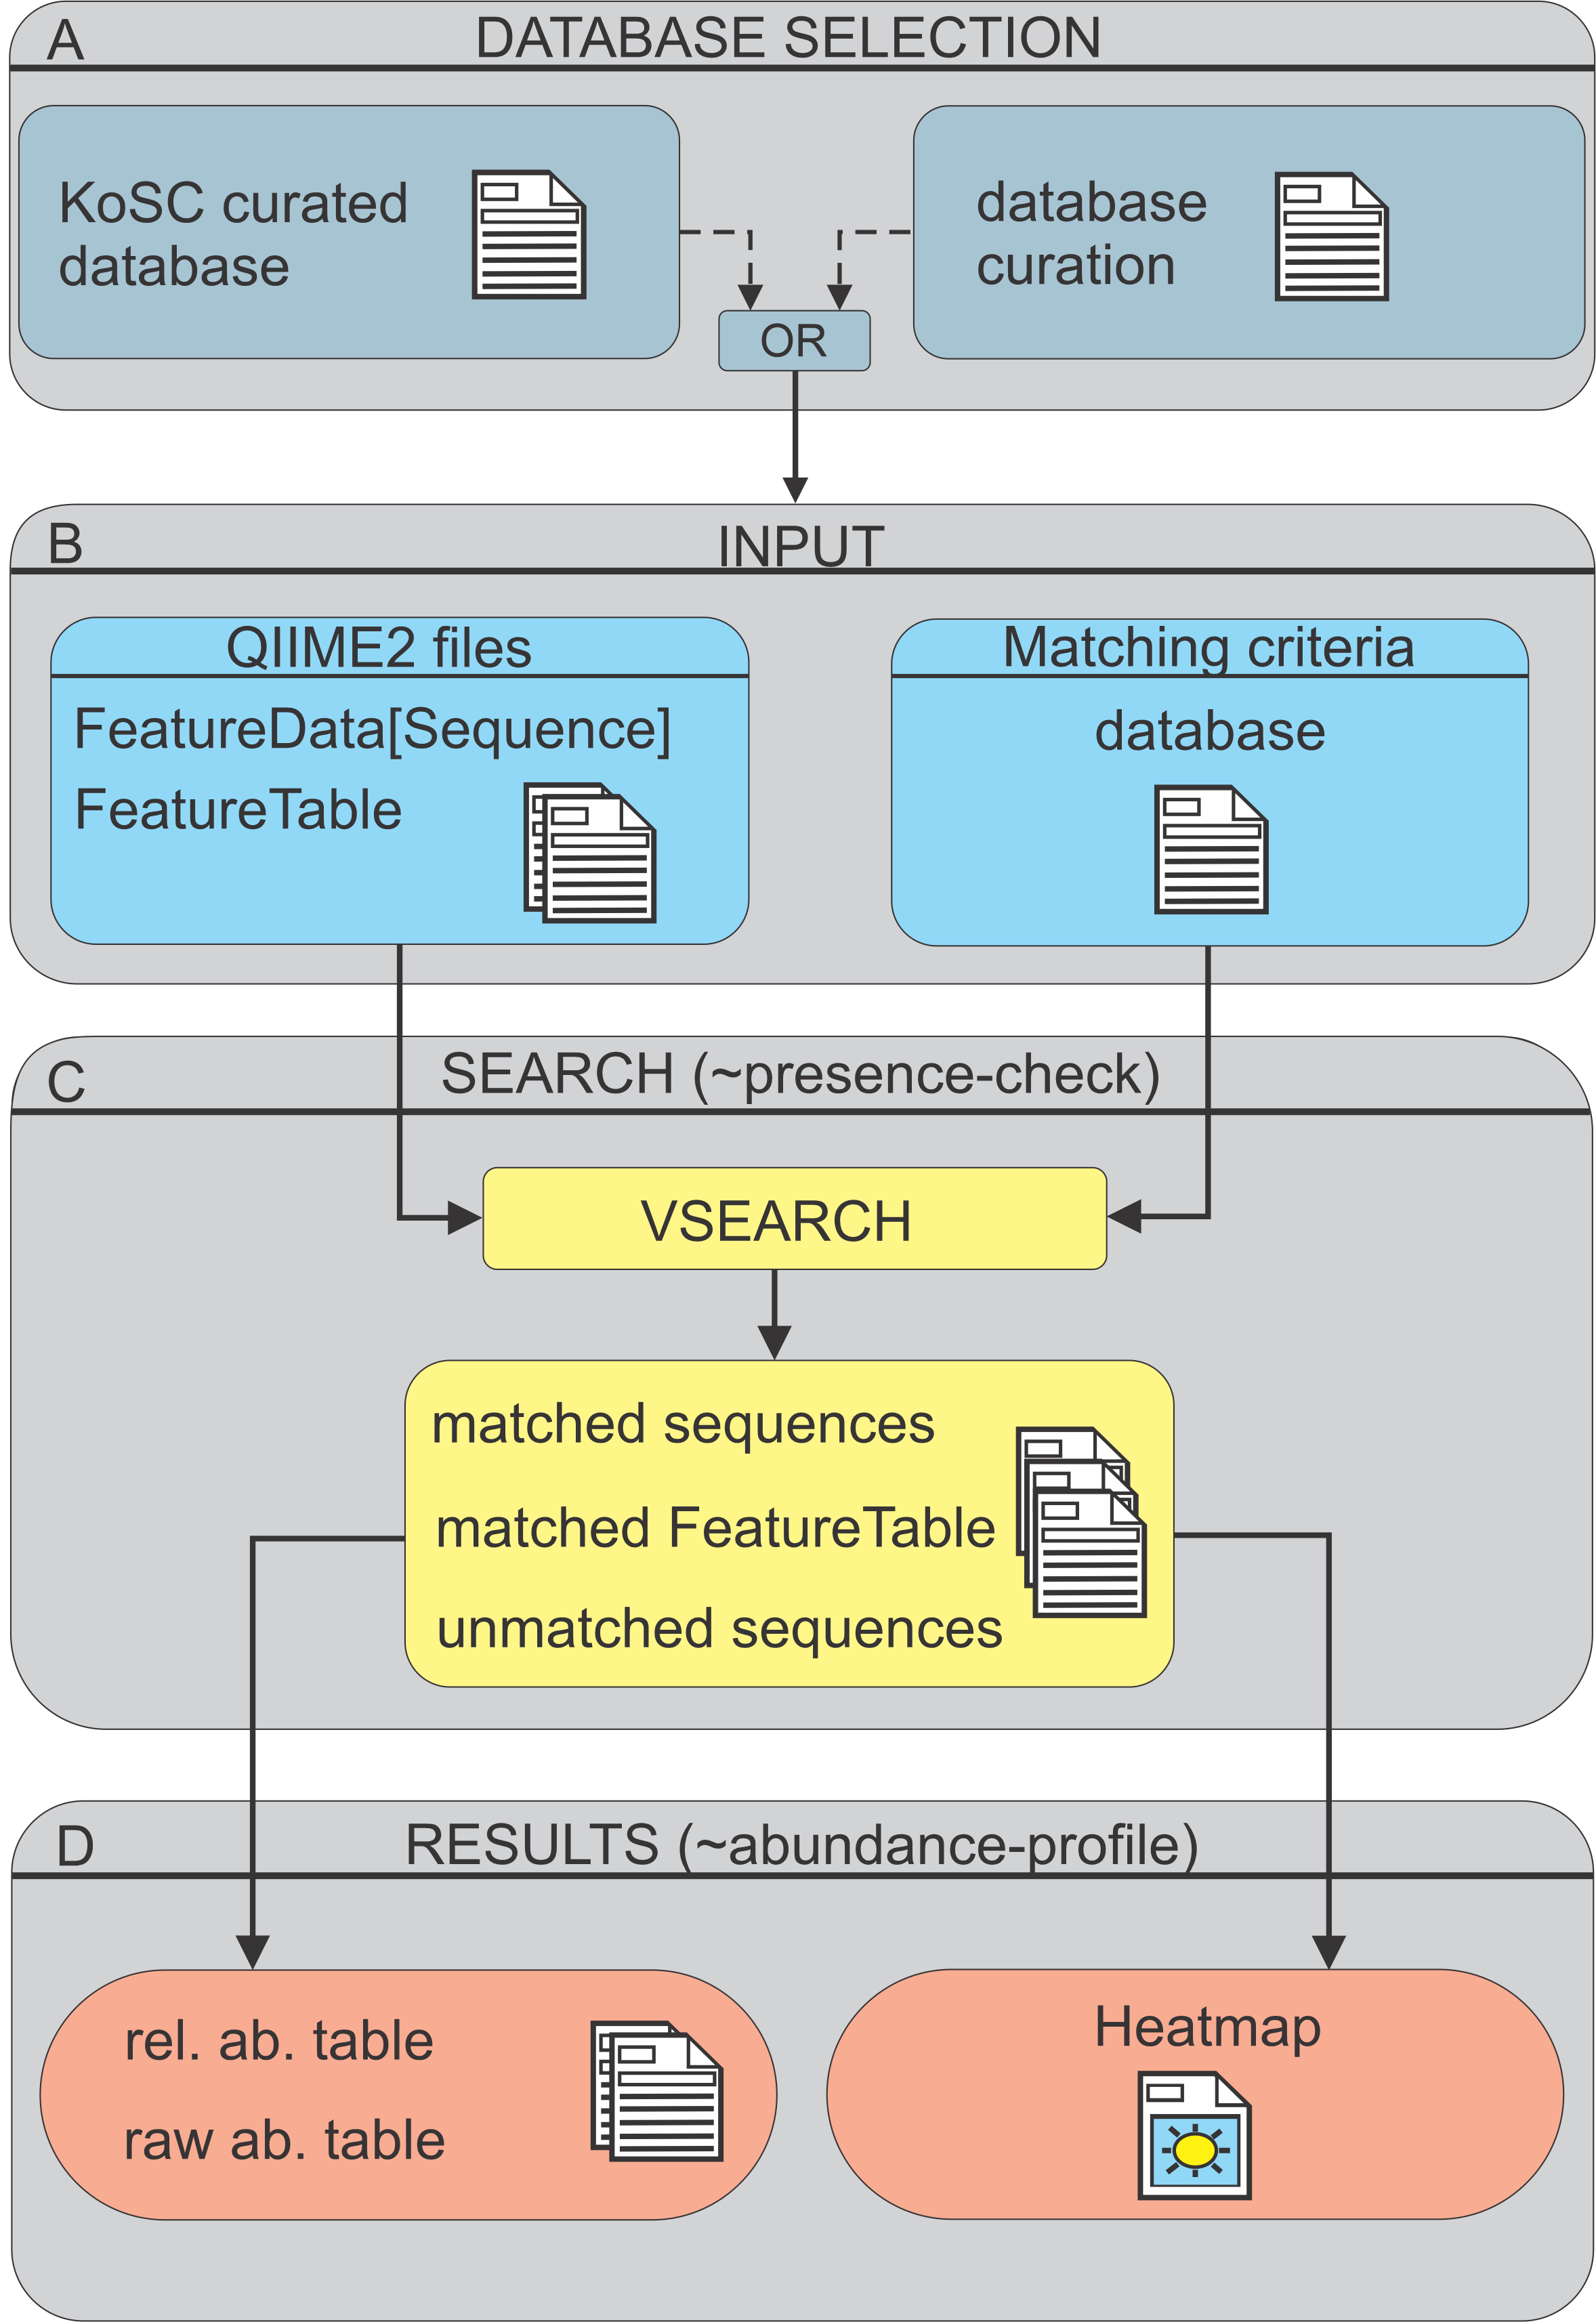 A
DATABASE SELECTION
KoSC curated
database
database
curation
OR
B
INPUT
QIIME2 files
FeatureData[Sequence]
FeatureTable
Matching criteria
database
C
SEARCH (~presence-check)
VSEARCH
matched sequences
matched FeatureTable
unmatched sequences
D
RESULTS (~abundance-profile)
rel. ab. table
raw ab. table
Heatmap